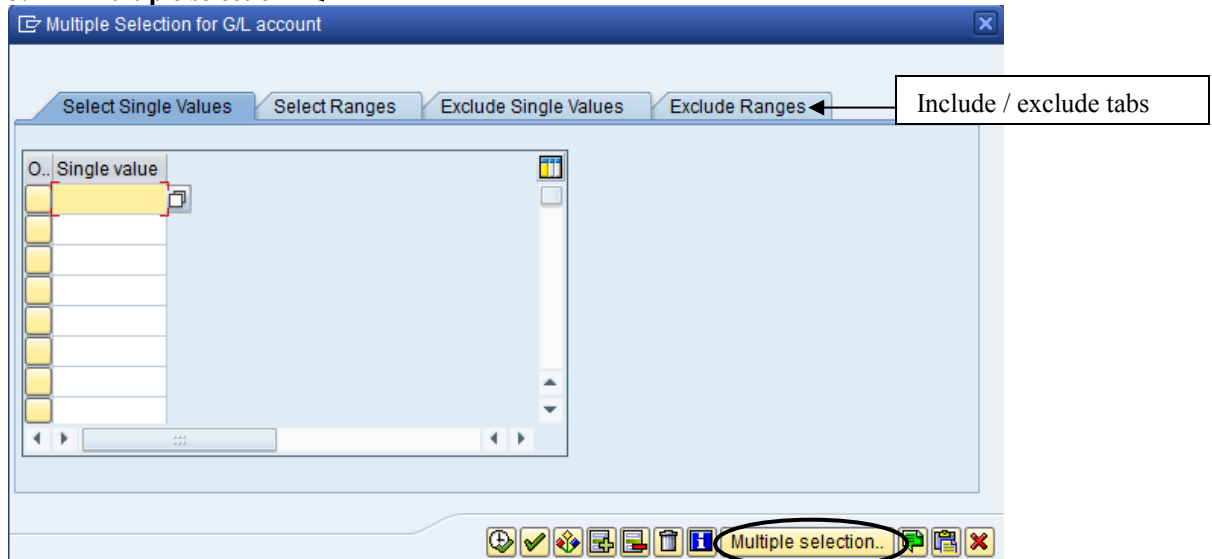 Multiple Selection for G/L account
Select Single Values Select Ranges Exclude Single Values Exclude Ranges
Include / exclude tabs
O.. Single value
Multiple selection..